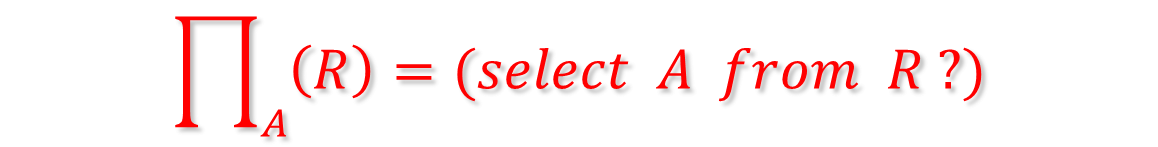 ∏_A (R) = (select A from R ?)